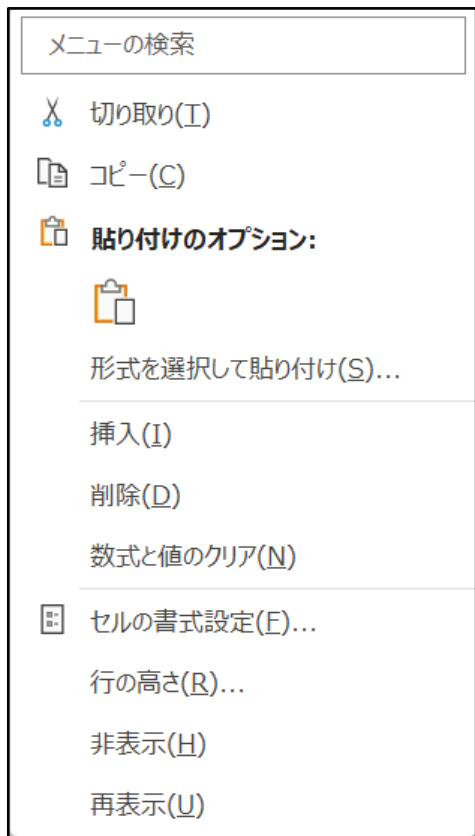 メニューの検索
切り取り(T)
コピー(C)
貼り付けのオプション:
形式を選択して貼り付け(S)...
挿入(I)
削除(D)
数式と値のクリア(N)
セルの書式設定(F)...
行の高さ(R)...
非表示(H)
再表示(U)